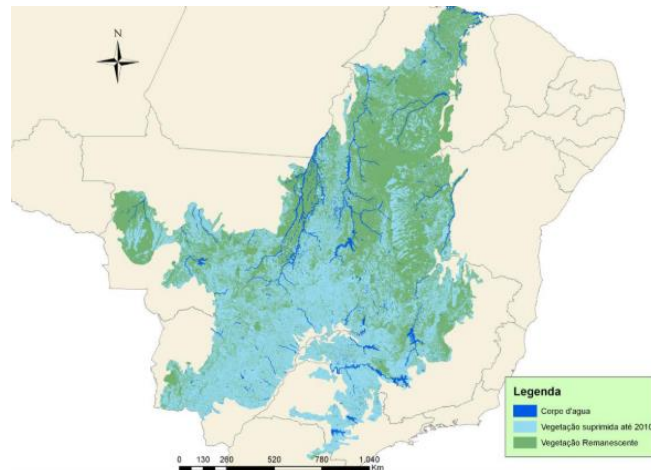 N
Legenda
Corpo d'agua
Vegetação suprimida até 2010
Vegetação Remanescente
0 130 260 520 780 1.040
Km